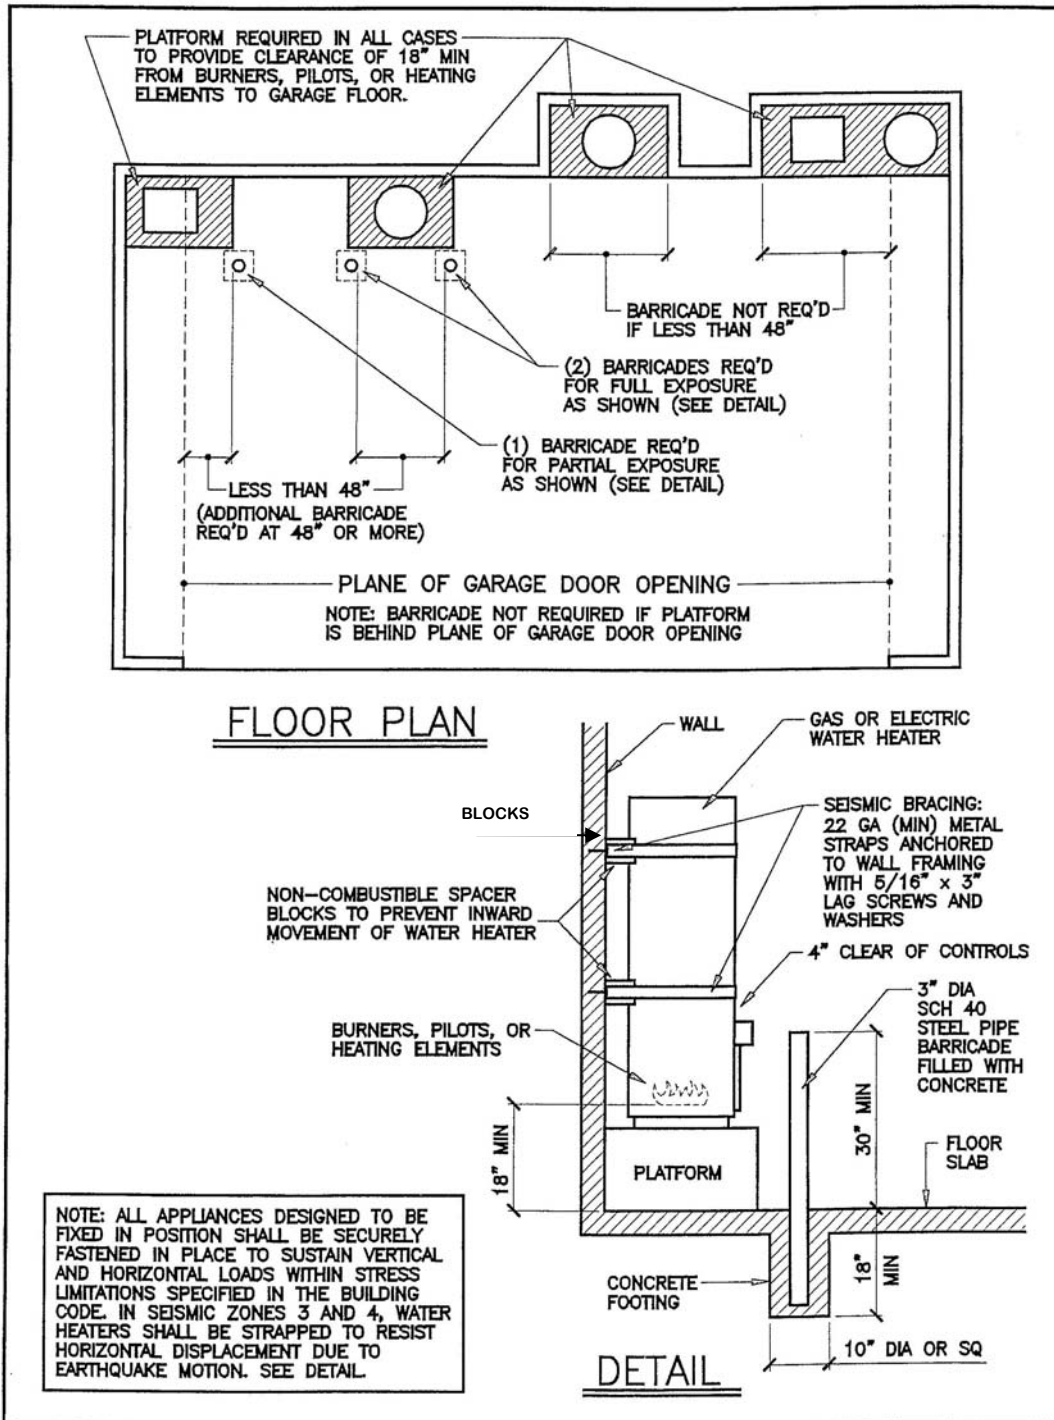 PLATFORM REQUIRED IN ALL CASES
TO PROVIDE CLEARANCE OF 18" MIN
FROM BURNERS, PILOTS, OR HEATING
ELEMENTS TO GARAGE FLOOR.
BARRICADE NOT REQ'D
IF LESS THAN 48"
(2) BARRICADES REQ'D
FOR FULL EXPOSURE
AS SHOWN (SEE DETAIL)
(1) BARRICADE REQ'D
FOR PARTIAL EXPOSURE
AS SHOWN (SEE DETAIL)
LESS THAN 48"
(ADDITIONAL BARRICADE
REQ'D AT 48" OR MORE)
PLANE OF GARAGE DOOR OPENING
NOTE: BARRICADE NOT REQUIRED IF PLATFORM
IS BEHIND PLANE OF GARAGE DOOR OPENING
FLOOR PLAN
WALL
GAS OR ELECTRIC
WATER HEATER
BLOCKS
SEISMIC BRACING:
22 GA (MIN) METAL
STRAPS ANCHORED
TO WALL FRAMING
WITH 5/16" x 3"
LAG SCREWS AND
WASHERS
NON-COMBUSTIBLE SPACER
BLOCKS TO PREVENT INWARD
MOVEMENT OF WATER HEATER
4" CLEAR OF CONTROLS
3" DIA
SCH 40
STEEL PIPE
BARRICADE
FILLED WITH
CONCRETE
BURNERS, PILOTS, OR
HEATING ELEMENTS
18" MIN
30" MIN
PLATFORM
FLOOR
SLAB
18"
MIN
CONCRETE
FOOTING
10" DIA OR SQ
DETAIL
NOTE: ALL APPLIANCES DESIGNED TO BE
FIXED IN POSITION SHALL BE SECURELY
FASTENED IN PLACE TO SUSTAIN VERTICAL
AND HORIZONTAL LOADS WITHIN STRESS
LIMITATIONS SPECIFIED IN THE BUILDING
CODE. IN SEISMIC ZONES 3 AND 4, WATER
HEATERS SHALL BE STRAPPED TO RESIST
HORIZONTAL DISPLACEMENT DUE TO
EARTHQUAKE MOTION. SEE DETAIL.